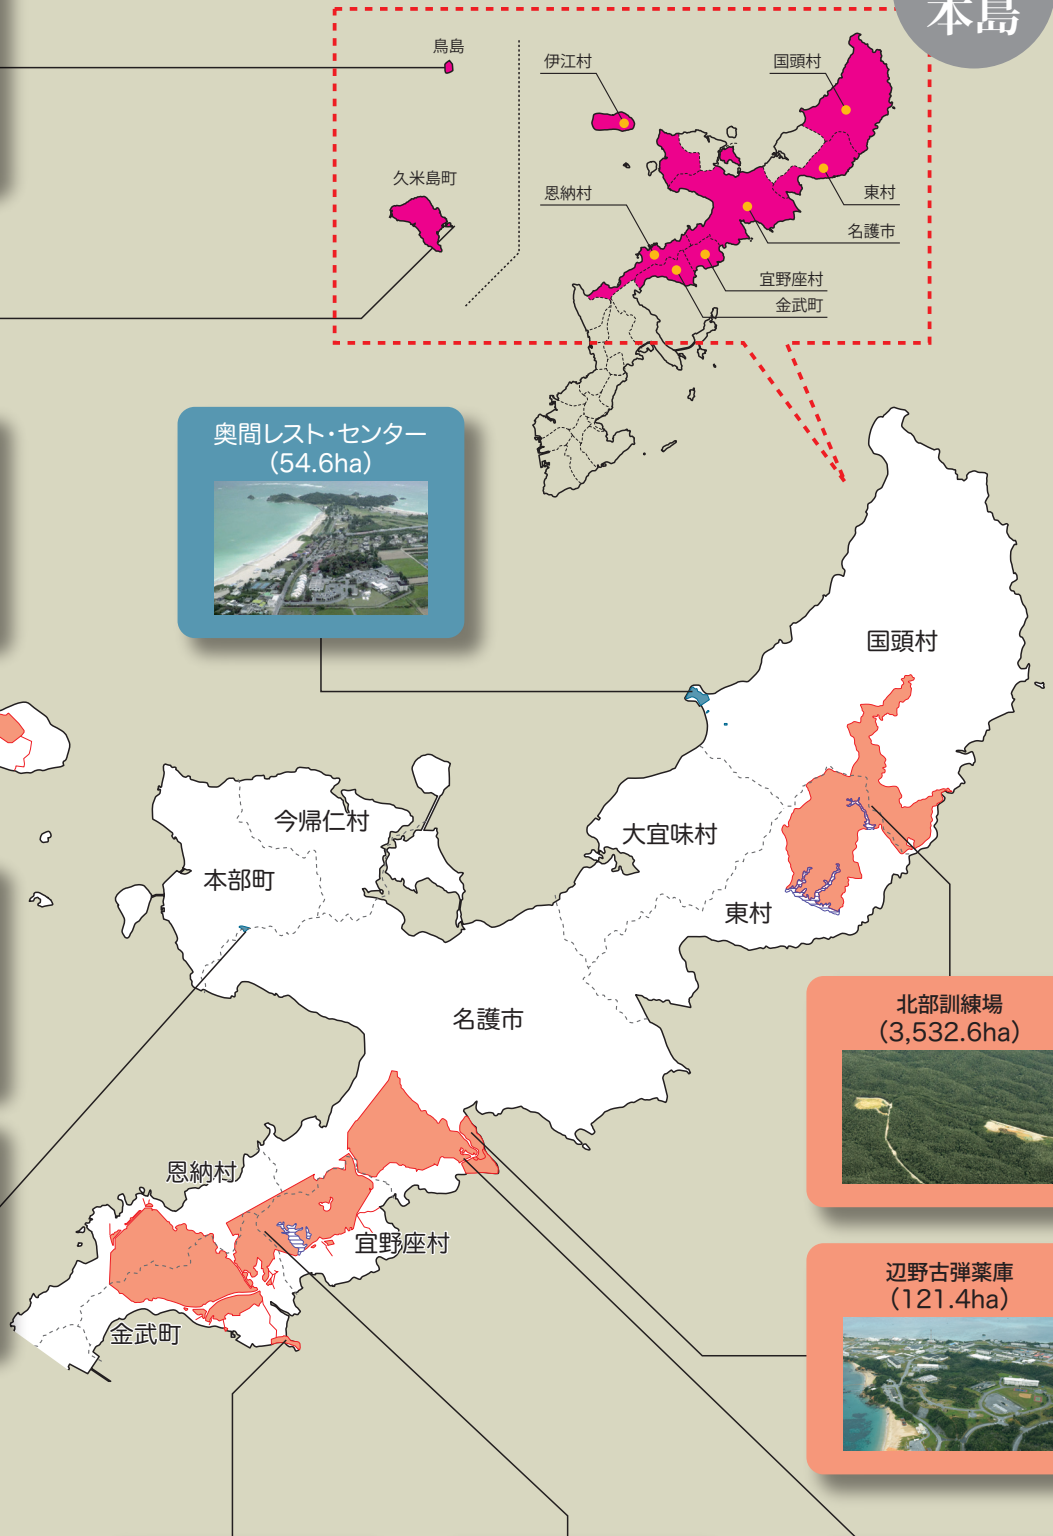 本島
鳥島
伊江村
国頭村
久米島町
恩納村
東村
名護市
宜野座村
金武町
奥間レスト・センター
（54.6ha）
国頭村
今帰仁村
大宜味村
本部町
東村
名護市
北部訓練場
（3,532.6ha）
恩納村
宜野座村
辺野古弾薬庫
（121.4ha）
金武町